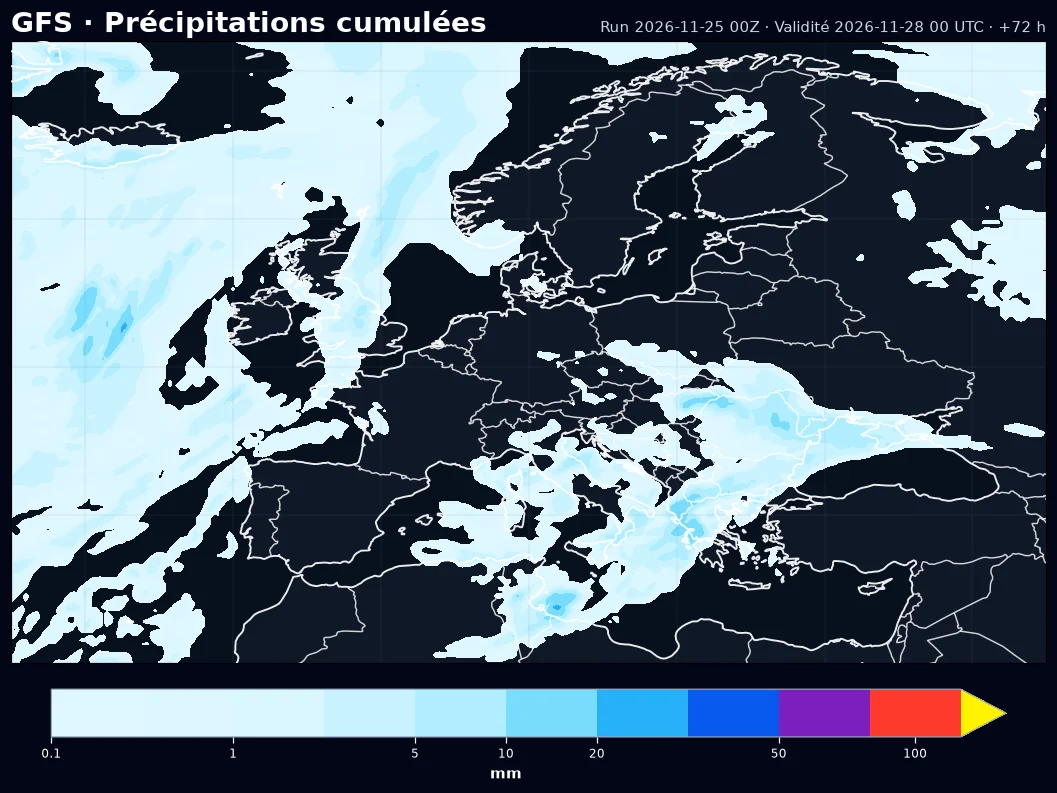 GFS · Précipitations cumulées
Run 2026-11-25 00Z · Validité 2026-11-28 00 UTC · +72 h
0.1 1 5 10 20 50 100
mm